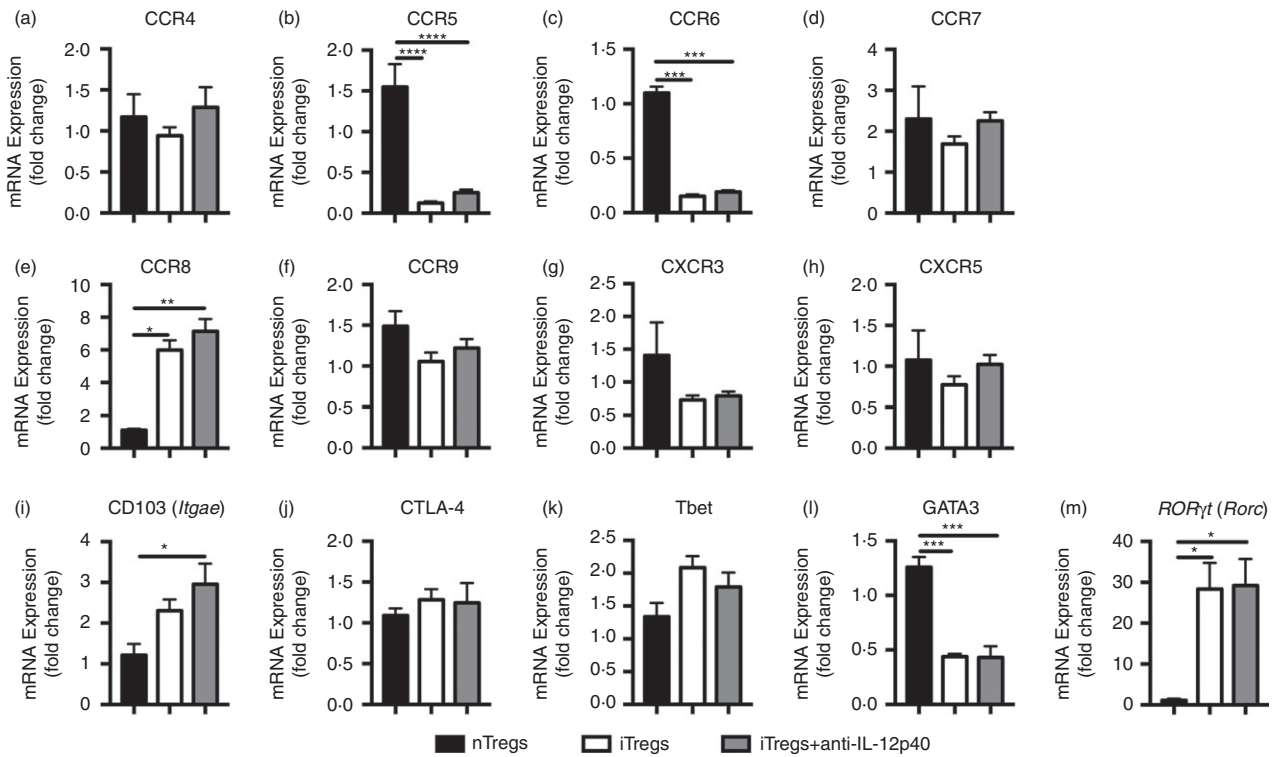 (a) CCR4
mRNA Expression
(fold change)
2·0
1·5
1·0
0·5
0·0
(b) CCR5
mRNA Expression
(fold change)
2·0
1·5
1·0
0·5
0·0
****
****
(c) CCR6
mRNA Expression
(fold change)
1·5
1·0
0·5
0·0
***
***
(d) CCR7
mRNA Expression
(fold change)
4
3
2
1
0
(e) CCR8
mRNA Expression
(fold change)
10
8
6
4
2
0
**
*
(f) CCR9
mRNA Expression
(fold change)
2·0
1·5
1·0
0·5
0·0
(g) CXCR3
mRNA Expression
(fold change)
2·5
2·0
1·5
1·0
0·5
0·0
(h) CXCR5
mRNA Expression
(fold change)
2·0
1·5
1·0
0·5
0·0
(i) CD103 (Itgae)
mRNA Expression
(fold change)
4
3
2
1
0
*
(j) CTLA-4
mRNA Expression
(fold change)
2·0
1·5
1·0
0·5
0·0
(k) Tbet
mRNA Expression
(fold change)
2·5
2·0
1·5
1·0
0·5
0·0
(l) GATA3
mRNA Expression
(fold change)
1·5
1·0
0·5
0·0
***
***
(m) RORγt (Rorc)
mRNA Expression
(fold change)
40
30
20
10
0
*
*
nTregs iTregs iTregs+anti-IL-12p40